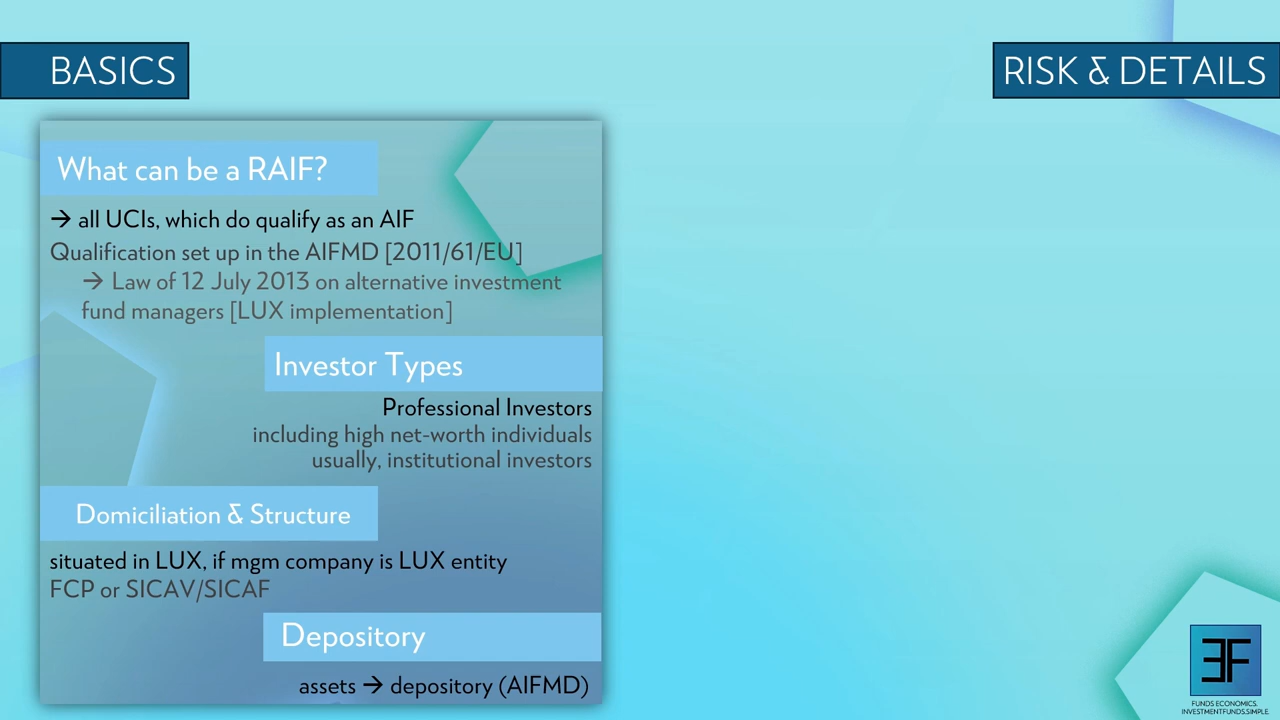 BASICS
RISK & DETAILS
What can be a RAIF?
→ all UCIs, which do qualify as an AIF
Qualification set up in the AIFMD [2011/61/EU]
→ Law of 12 July 2013 on alternative investment
fund managers [LUX implementation]
Investor Types
Professional Investors
including high net-worth individuals
usually, institutional investors
Domiciliation & Structure
situated in LUX, if mgm company is LUX entity
FCP or SICAV/SICAF
Depository
assets → depository (AIFMD)
FUNDS.ECONOMICS.
INVESTMENTFUNDS.SIMPLE.